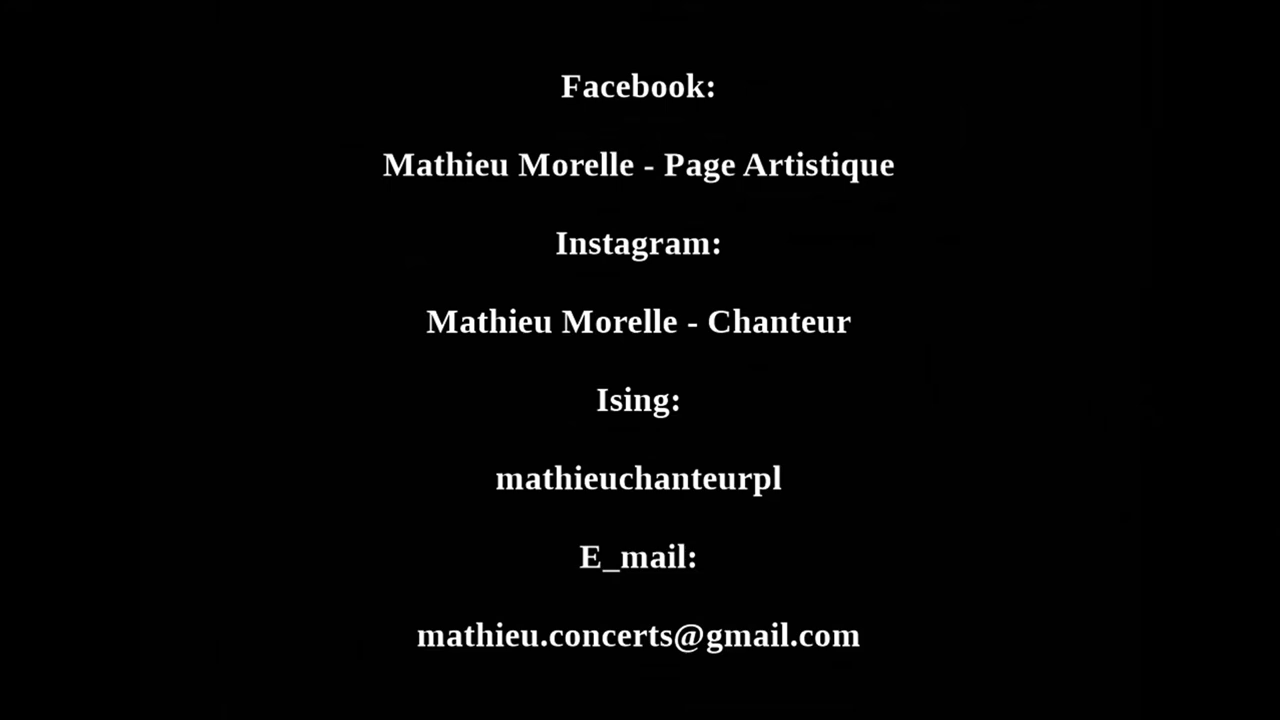 Facebook:
Mathieu Morelle - Page Artistique
Instagram:
Mathieu Morelle - Chanteur
Ising:
mathieuchanteurpl
E_mail:
mathieu.concerts@gmail.com